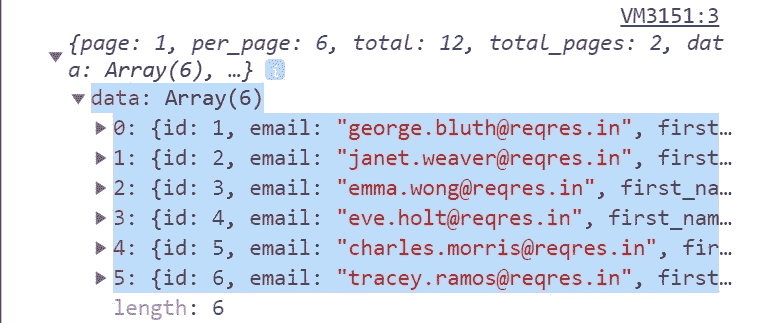 VM3151:3
{page: 1, per_page: 6, total: 12, total_pages: 2, dat
a: Array(6), …} i
data: Array(6)
0: {id: 1, email: "george.bluth@reqres.in", first…
1: {id: 2, email: "janet.weaver@reqres.in", first…
2: {id: 3, email: "emma.wong@reqres.in", first_na…
3: {id: 4, email: "eve.holt@reqres.in", first_nam…
4: {id: 5, email: "charles.morris@reqres.in", fir…
5: {id: 6, email: "tracey.ramos@reqres.in", first…
length: 6